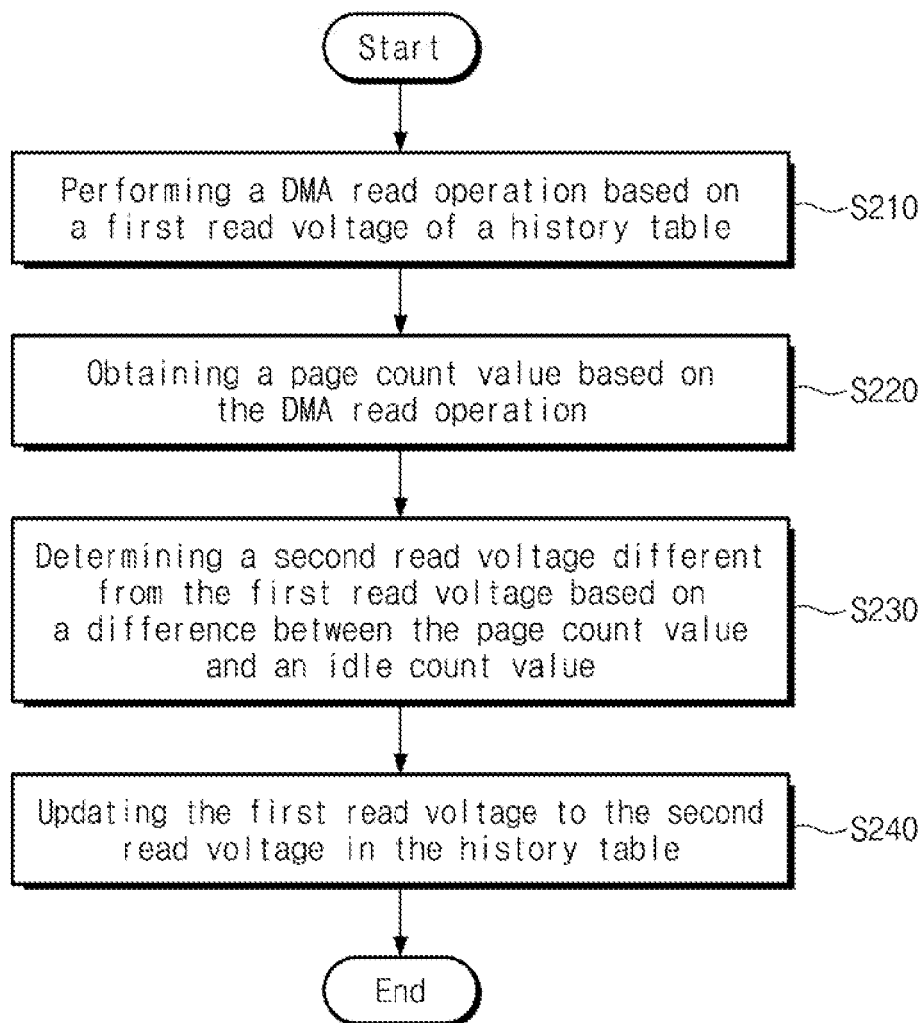 Start
Performing a DMA read operation based on
a first read voltage of a history table
S210
Obtaining a page count value based on
the DMA read operation
S220
Determining a second read voltage different
from the first read voltage based on
a difference between the page count value
and an idle count value
S230
Updating the first read voltage to the second
read voltage in the history table
S240
End